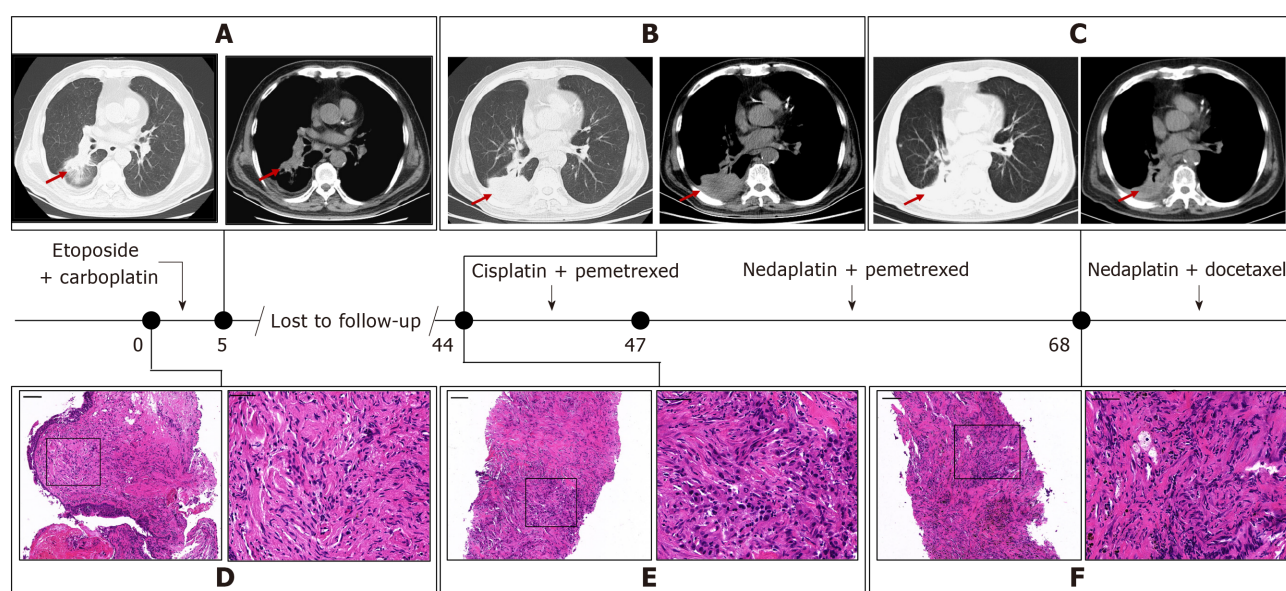 A
B
C
Etoposide
+ carboplatin
Cisplatin + pemetrexed
Nedaplatin + pemetrexed
Nedaplatin + docetaxel
Lost to follow-up
0
5
44
47
68
D
E
F